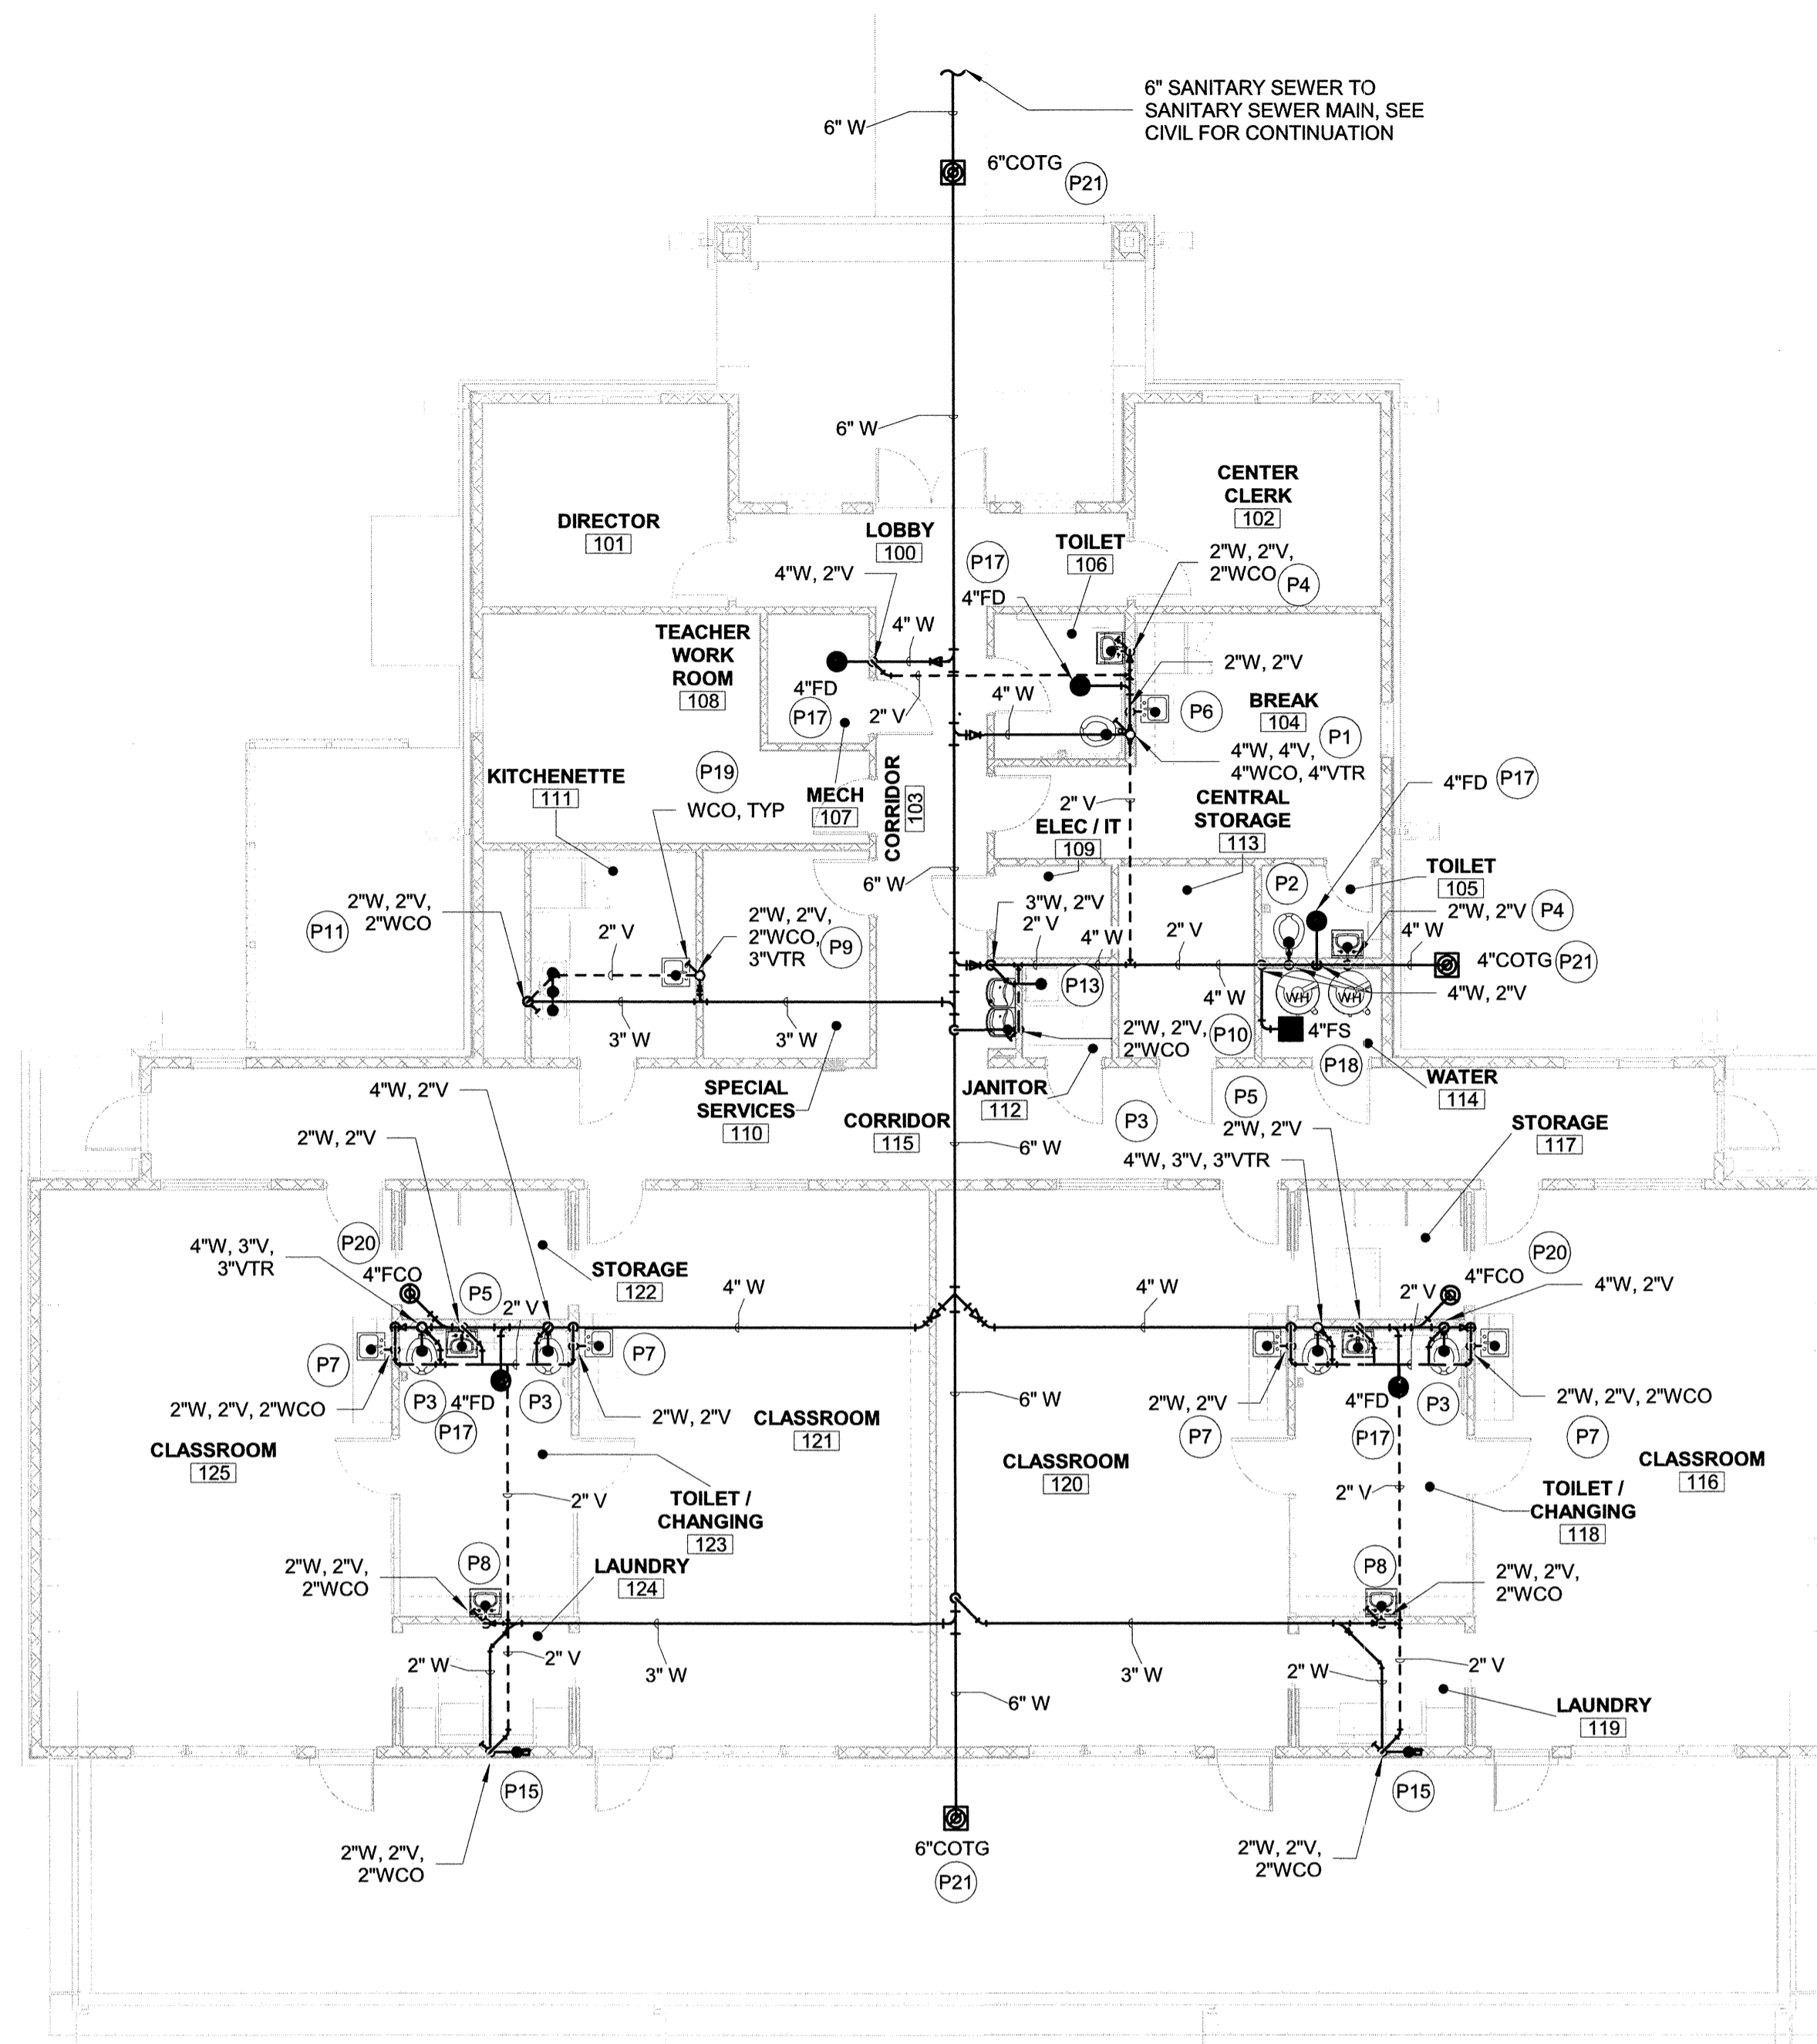 6" SANITARY SEWER TO
SANITARY SEWER MAIN, SEE
CIVIL FOR CONTINUATION
6" W
6"COTG
P21
6" W
CENTER
CLERK
102
DIRECTOR
101
LOBBY
100
P17
TOILET
106
2"W, 2"V,
2"WCO
P4
4"W, 2"V
4"FD
4" W
TEACHER
WORK
ROOM
108
2"W, 2"V
4"FD
P17
2" V
4" W
P6
BREAK
104
P1
4"W, 4"V,
4"WCO, 4"VTR
P19
KITCHENETTE
111
WCO, TYP
MECH
107
CORRIDOR
103
2" V
CENTRAL
STORAGE
113
4"FD
P17
ELEC / IT
109
TOILET
105
6" W
P2
2"W, 2"V,
2"WCO
P11
2" V
2"W, 2"V,
2"WCO,
3"VTR
P9
3"W, 2"V
2" V
4" W
2" V
2"W, 2"V
P4
4" W
4"COTG
P21
P13
4" W
WH
WH
4"W, 2"V
3" W
3" W
2"W, 2"V,
2"WCO
P10
4"FS
P18
4"W, 2"V
SPECIAL
SERVICES
110
JANITOR
112
WATER
114
2"W, 2"V
CORRIDOR
115
P3
P5
2"W, 2"V
STORAGE
117
6" W
4"W, 3"V, 3"VTR
4"W, 3"V,
3"VTR
P20
4"FCO
P5
STORAGE
122
2" V
4" W
4" W
P20
4"FCO
2" V
4"W, 2"V
P7
P7
P3
4"FD
P3
P17
2"W, 2"V, 2"WCO
2"W, 2"V
6" W
2"W, 2"V
P7
4"FD
P17
P3
2"W, 2"V, 2"WCO
P7
CLASSROOM
125
CLASSROOM
121
CLASSROOM
120
CLASSROOM
116
2" V
TOILET /
CHANGING
123
2" V
TOILET /
CHANGING
118
2"W, 2"V,
2"WCO
P8
LAUNDRY
124
P8
2"W, 2"V,
2"WCO
2" W
2" V
3" W
3" W
2" W
2" V
6" W
LAUNDRY
119
P15
P15
2"W, 2"V,
2"WCO
6"COTG
P21
2"W, 2"V,
2"WCO